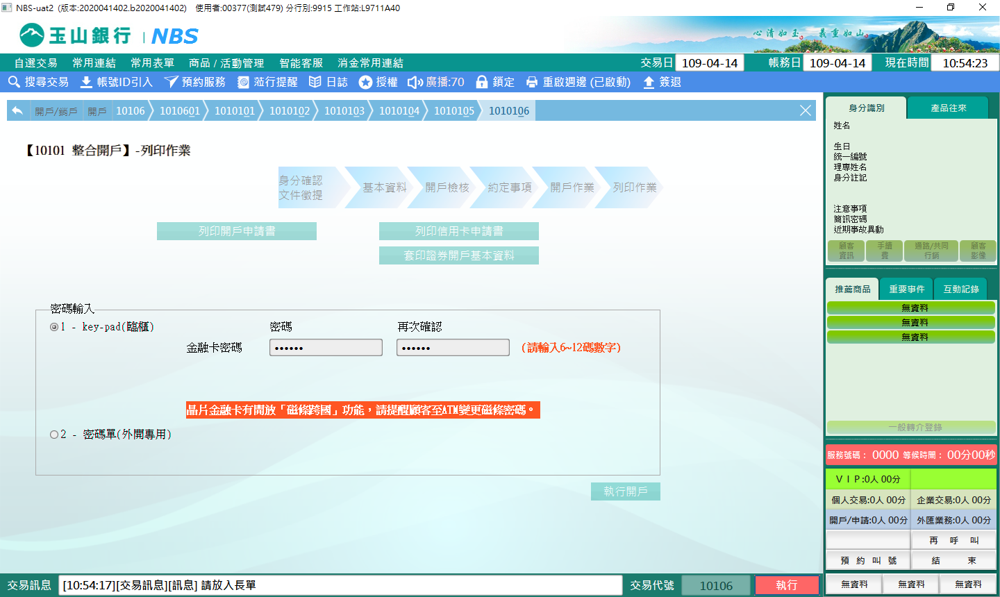 NBS-uat2 (版本:2020041402.b2020041402) 使用者:00377(測試479) 分行別:9915 工作站:L9711A40
玉山銀行 NBS
心清如玉。義重如山。
自選交易 常用連結 常用表單 商品 / 活動管理 智能客服 消金常用連結 交易日 109-04-14 帳務日 109-04-14 現在時間 10:54:23
搜尋交易 帳號ID引入 預約服務 蒞行提醒 日誌 授權 廣播:70 鎖定 重啟週邊 (已啟動) 簽退
開戶/銷戶 開戶 10106 1010601 1010101 1010102 1010103 1010104 1010105 1010106
【10101 整合開戶】-列印作業
身分確認
文件徵提
基本資料 開戶檢核 約定事項 開戶作業 列印作業
列印開戶申請書 列印信用卡申請書
套印證券開戶基本資料
密碼輸入
1 - key-pad(臨櫃) 密碼 再次確認
金融卡密碼 •••••• •••••• (請輸入6~12碼數字)
晶片金融卡有開放「磁條跨國」功能，請提醒顧客至ATM變更磁條密碼。
2 - 密碼單(外開專用)
執行開戶
交易訊息 [10:54:17][交易訊息][訊息] 請放入長單 交易代號 10106 執行
身分識別 產品往來
姓名
生日
統一編號
理專姓名
身分註記
注意事項
簡訊密碼
近期事故異動
顧客
資訊
手續
費
通路/共同
行銷
顧客
影像
推薦商品 重要事件 互動記錄
無資料
無資料
無資料
一般轉介登錄
服務號碼： 0000 等候時間： 00分00秒
ＶＩＰ:0人 00分
個人交易:0人 00分 企業交易:0人 00分
開戶/申請:0人 00分 外匯業務:0人 00分
再 呼 叫
預 約 叫 號 結 束
無資料 無資料 無資料